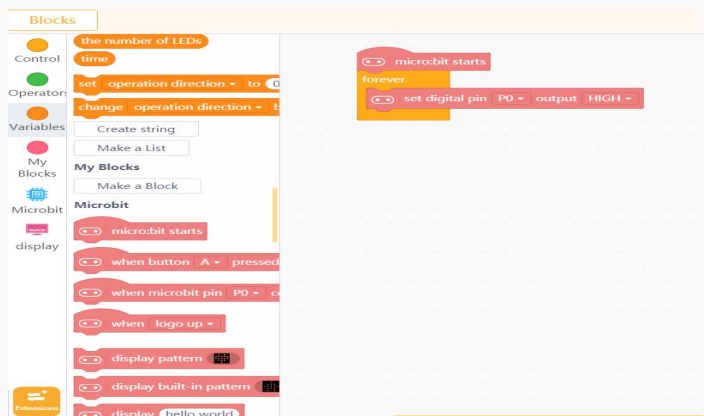 Blocks
Control
Operators
Variables
My
Blocks
Microbit
display
Extensions
the number of LEDs
time
set operation direction to 0
change operation direction b
Create string
Make a List
My Blocks
Make a Block
Microbit
micro:bit starts
when button A pressed
when microbit pin P0 co
when logo up
display pattern
display built-in pattern
display hello world
micro:bit starts
forever
set digital pin P0 output HIGH